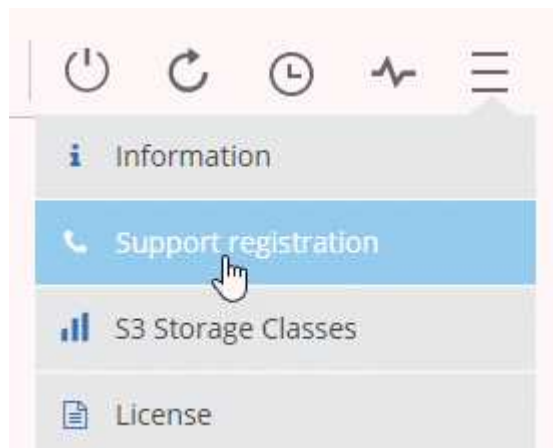 Information
Support registration
S3 Storage Classes
License